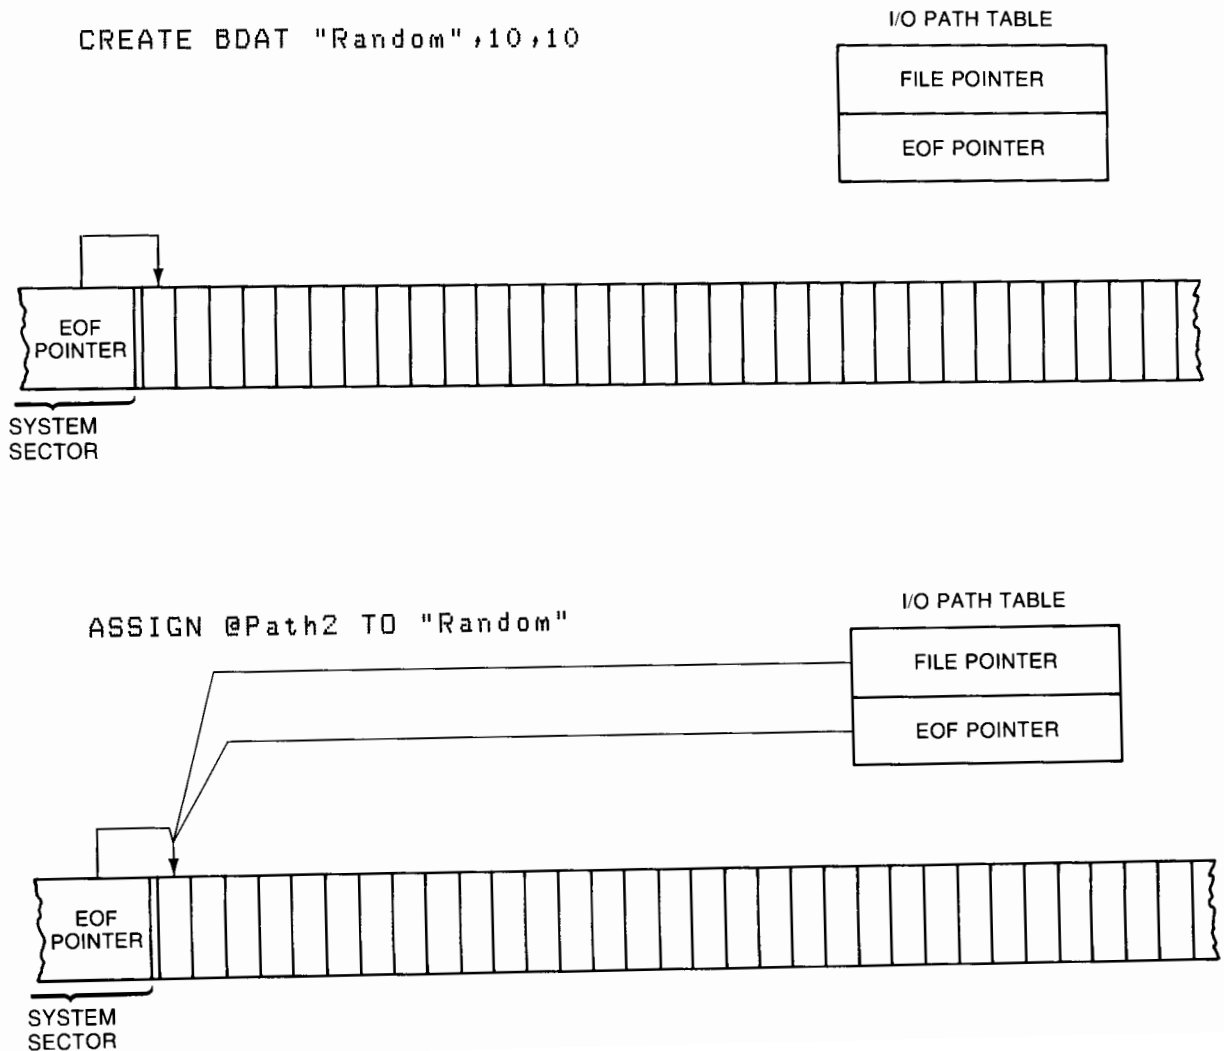 CREATE BDAT "Random",10,10
I/O PATH TABLE
FILE POINTER
EOF POINTER
EOF
POINTER
SYSTEM
SECTOR
ASSIGN @Path2 TO "Random"
I/O PATH TABLE
FILE POINTER
EOF POINTER
EOF
POINTER
SYSTEM
SECTOR